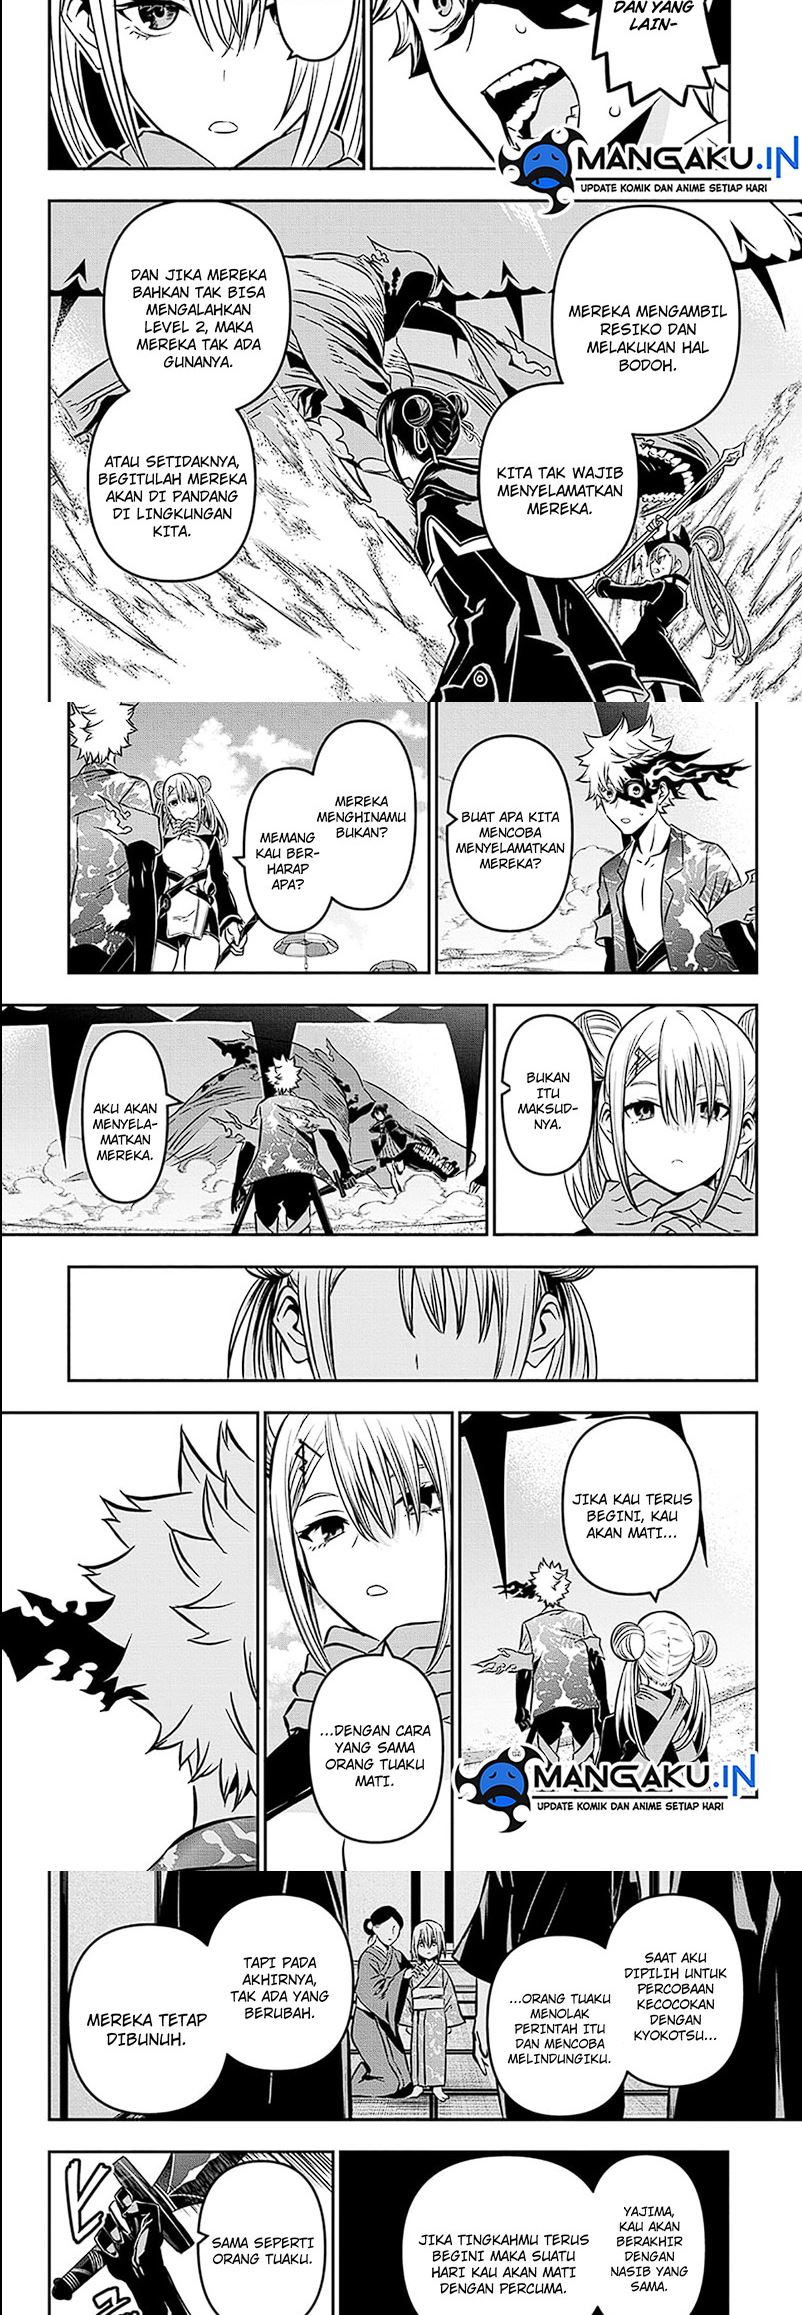 DAN YANG
LAIN-
MANGAKU.IN
UPDATE KOMIK DAN ANIME SETIAP HARI
MEREKA MENGAMBIL
RESIKO DAN
MELAKUKAN HAL
BODOH.
KITA TAK WAJIB
MENYELAMATKAN
MEREKA.
DAN JIKA MEREKA
BAHKAN TAK BISA
MENGALAHKAN
LEVEL 2, MAKA
MEREKA TAK ADA
GUNANYA.
ATAU SETIDAKNYA,
BEGITULAH MEREKA
AKAN DI PANDANG
DI LINGKUNGAN
KITA.
BUAT APA KITA
MENCOBA
MENYELAMATKAN
MEREKA?
MEREKA
MENGHINAMU
BUKAN?
MEMANG
KAU BER-
HARAP
APA?
BUKAN
ITU
MAKSUD-
NYA.
AKU AKAN
MENYELA-
MATKAN
MEREKA.
JIKA KAU TERUS
BEGINI, KAU
AKAN MATI...
...DENGAN CARA
YANG SAMA
ORANG TUAKU
MATI.
MANGAKU.IN
UPDATE KOMIK DAN ANIME SETIAP HARI
SAAT AKU
DIPILIH UNTUK
PERCOBAAN
KECOCOKAN
DENGAN
KYOKOTSU...
...ORANG TUAKU
MENOLAK
PERINTAH ITU
DAN MENCOBA
MELINDUNGIKU.
TAPI PADA
AKHIRNYA,
TAK ADA YANG
BERUBAH.
MEREKA TETAP
DIBUNUH.
YAJIMA,
KAU AKAN
BERAKHIR
DENGAN
NASIB YANG
SAMA.
JIKA TINGKAHMU TERUS
BEGINI MAKA SUATU
HARI KAU AKAN MATI
DENGAN PERCUMA.
SAMA SEPERTI
ORANG TUAKU.